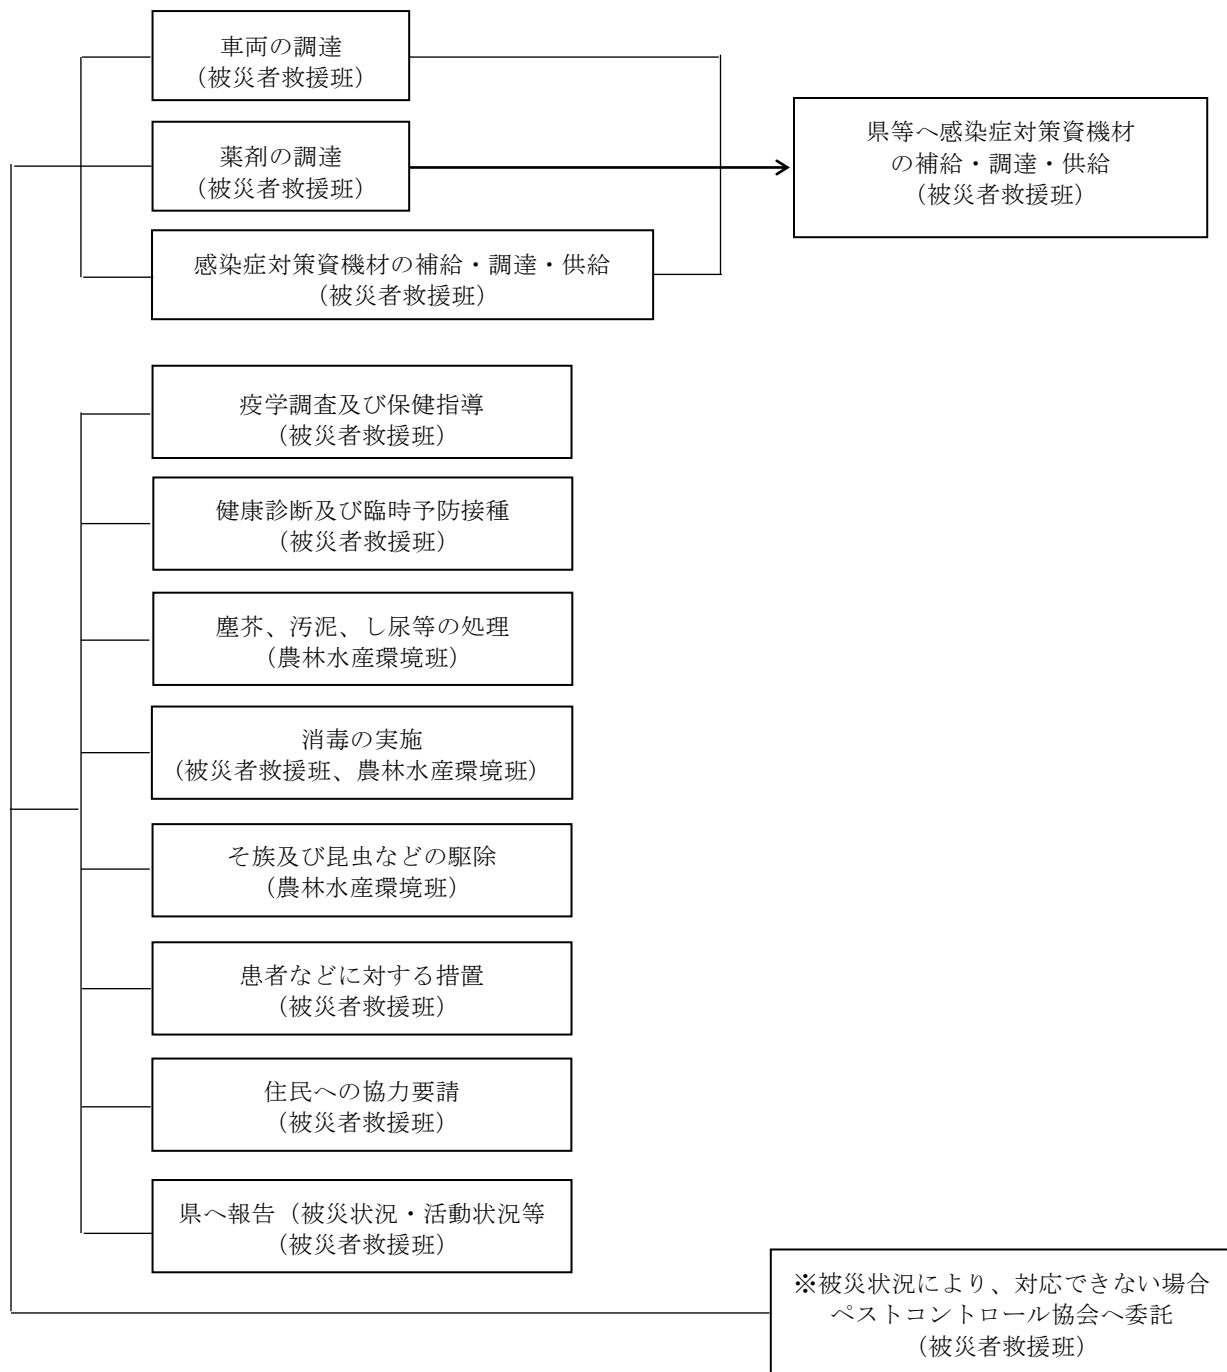 車両の調達
（被災者救援班）
薬剤の調達
（被災者救援班）
感染症対策資機材の補給・調達・供給
（被災者救援班）
県等へ感染症対策資機材
の補給・調達・供給
（被災者救援班）
疫学調査及び保健指導
（被災者救援班）
健康診断及び臨時予防接種
（被災者救援班）
塵芥、汚泥、し尿等の処理
（農林水産環境班）
消毒の実施
（被災者救援班、農林水産環境班）
そ族及び昆虫などの駆除
（農林水産環境班）
患者などに対する措置
（被災者救援班）
住民への協力要請
（被災者救援班）
県へ報告（被災状況・活動状況等
（被災者救援班）
※被災状況により、対応できない場合
ペストコントロール協会へ委託
（被災者救援班）